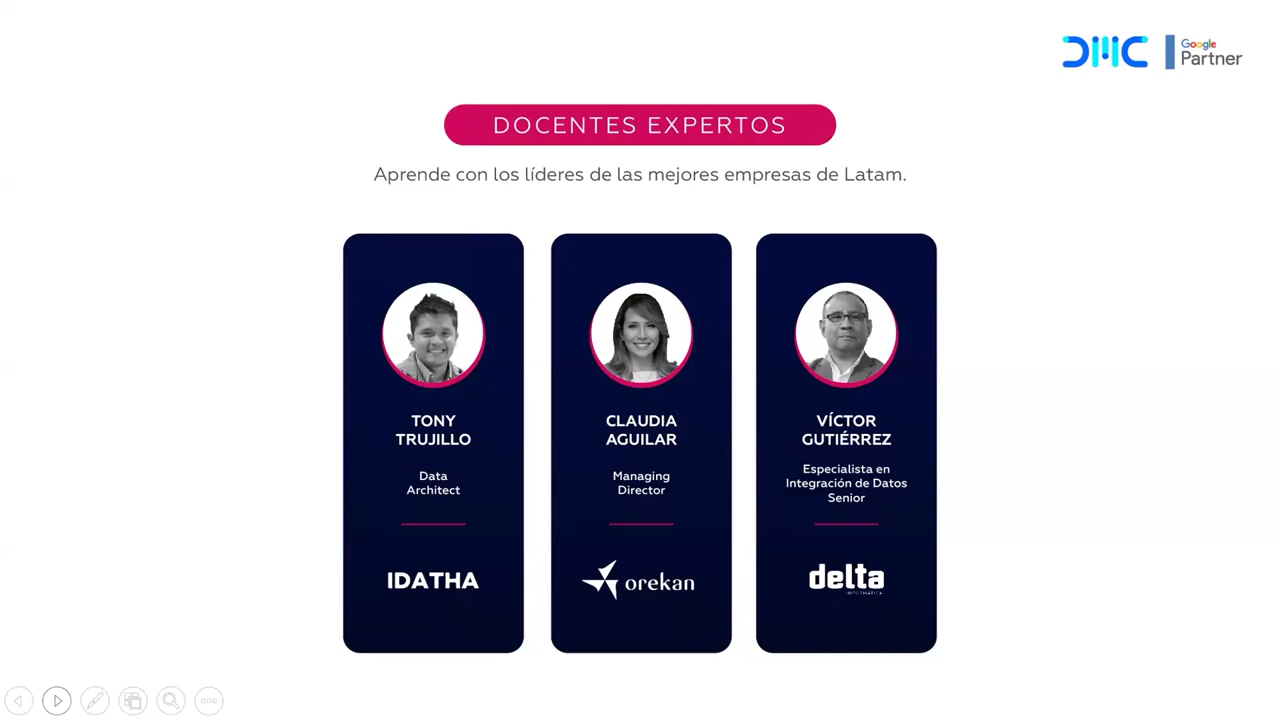 DMC
Google
Partner
DOCENTES EXPERTOS
Aprende con los líderes de las mejores empresas de Latam.
TONY
TRUJILLO
Data
Architect
IDATHA
CLAUDIA
AGUILAR
Managing
Director
orekan
VÍCTOR
GUTIÉRREZ
Especialista en
Integración de Datos
Senior
delta
INFORMÁTICA